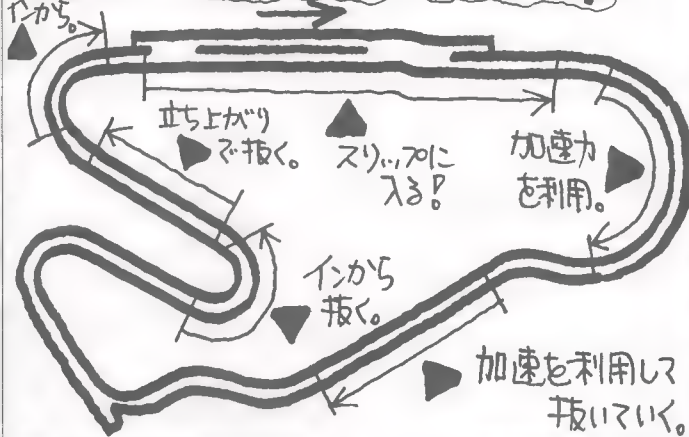 インから。
立ち上がり
で抜く。
スリップに
入る!
加速力
を利用。
インから
抜く。
加速を利用して
抜いていく。